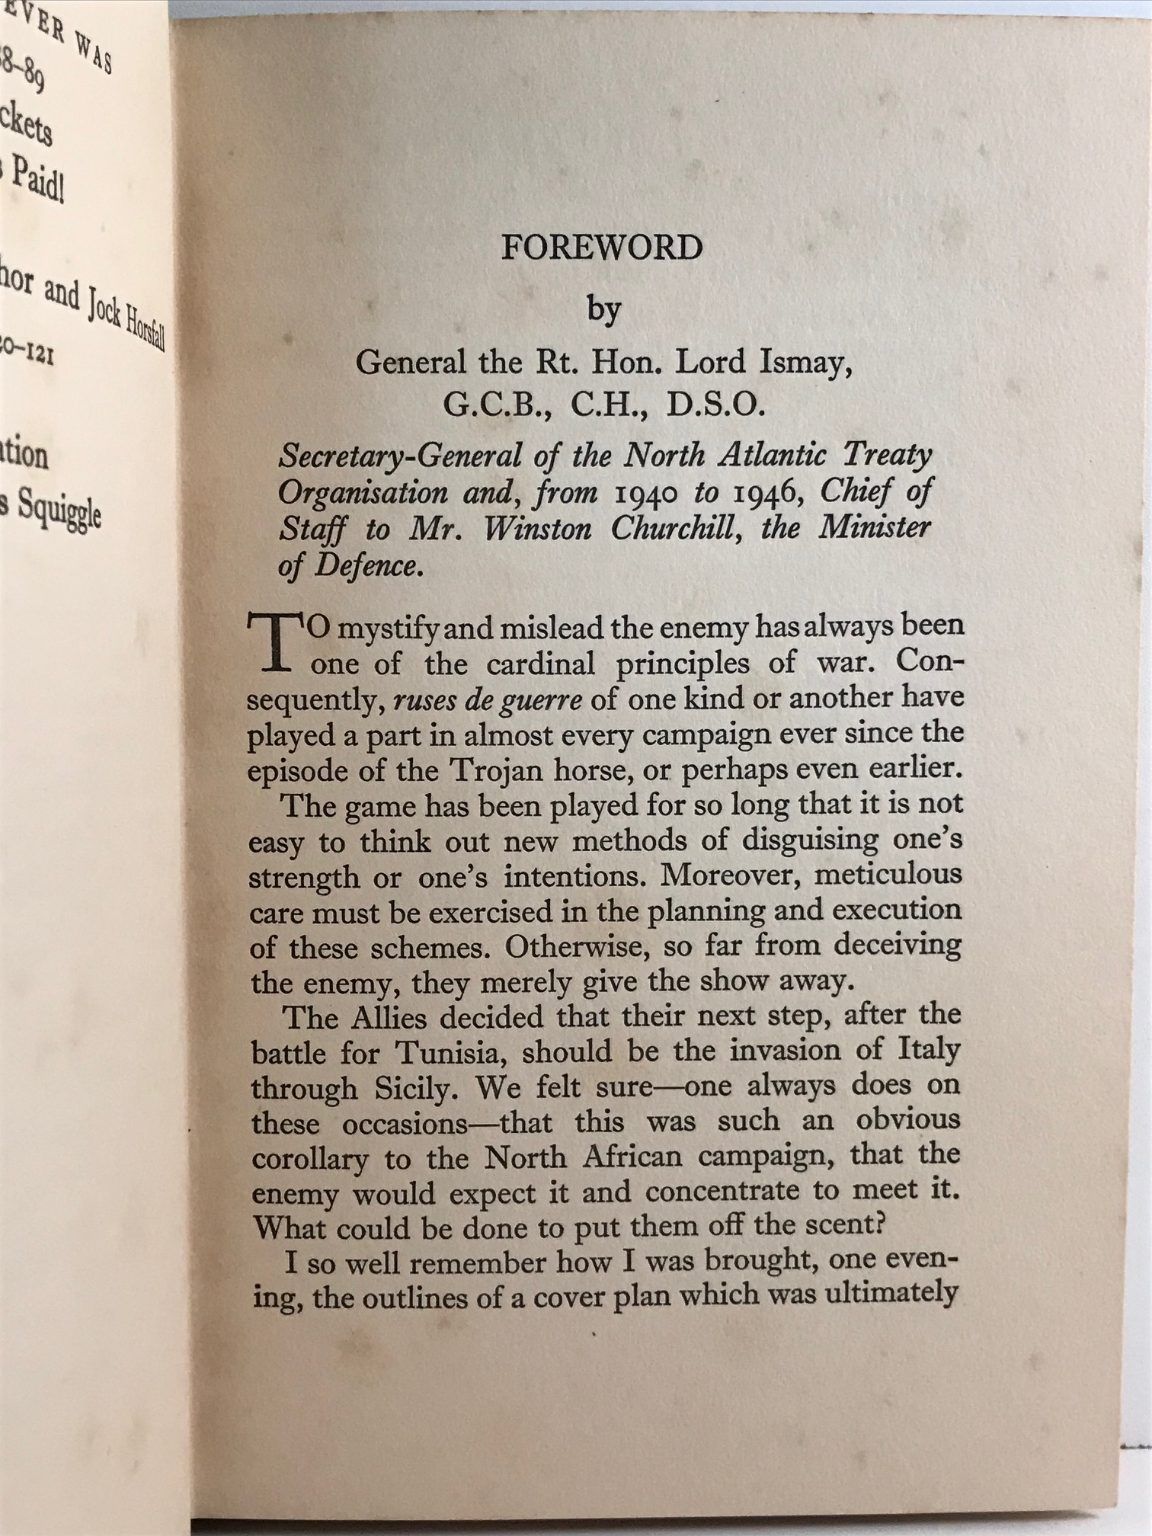 EVER WAS
8-89
ckets
Paid!
hor and Jock Horsfall
20-121
ation
s Squiggle
FOREWORD
by
General the Rt. Hon. Lord Ismay,
G.C.B., C.H., D.S.O.
Secretary-General of the North Atlantic Treaty
Organisation and, from 1940 to 1946, Chief of
Staff to Mr. Winston Churchill, the Minister
of Defence.
TO mystify and mislead the enemy has always been
one of the cardinal principles of war. Con-
sequently, ruses de guerre of one kind or another have
played a part in almost every campaign ever since the
episode of the Trojan horse, or perhaps even earlier.
The game has been played for so long that it is not
easy to think out new methods of disguising one's
strength or one's intentions. Moreover, meticulous
care must be exercised in the planning and execution
of these schemes. Otherwise, so far from deceiving
the enemy, they merely give the show away.
The Allies decided that their next step, after the
battle for Tunisia, should be the invasion of Italy
through Sicily. We felt sure—one always does on
these occasions—that this was such an obvious
corollary to the North African campaign, that the
enemy would expect it and concentrate to meet it.
What could be done to put them off the scent?
I so well remember how I was brought, one even-
ing, the outlines of a cover plan which was ultimately